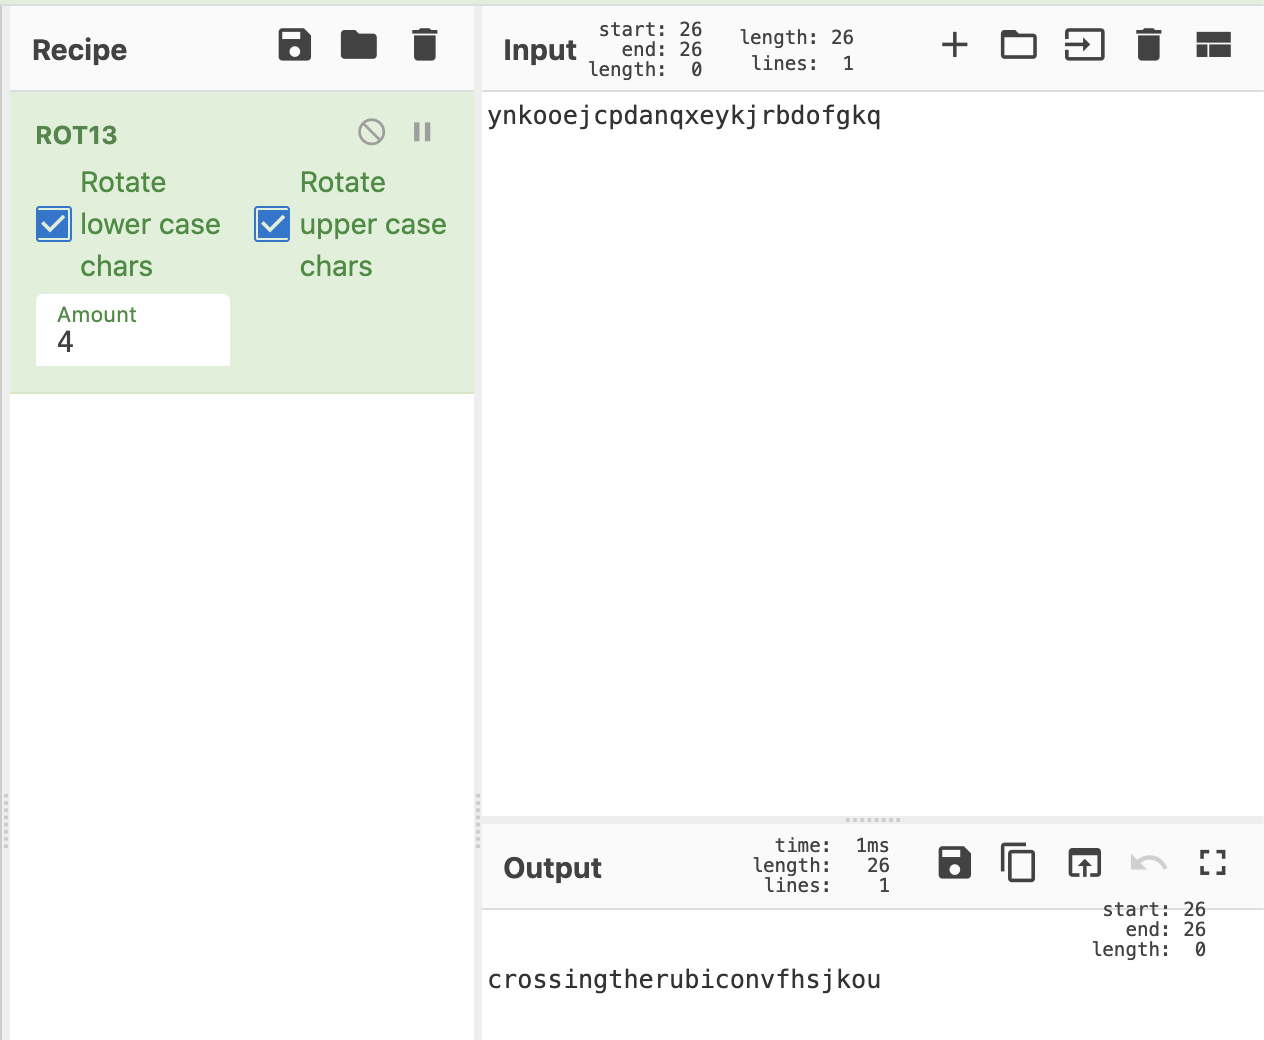 Recipe
ROT13
Rotate lower case chars
Rotate upper case chars
Amount
4
Input
start: 26
end: 26
length: 0
length: 26
lines: 1
ynkooejcpdanqxeykjrbdofgkq
Output
time: 1ms
length: 26
lines: 1
start: 26
end: 26
length: 0
crossingtherubiconvfhsjkou